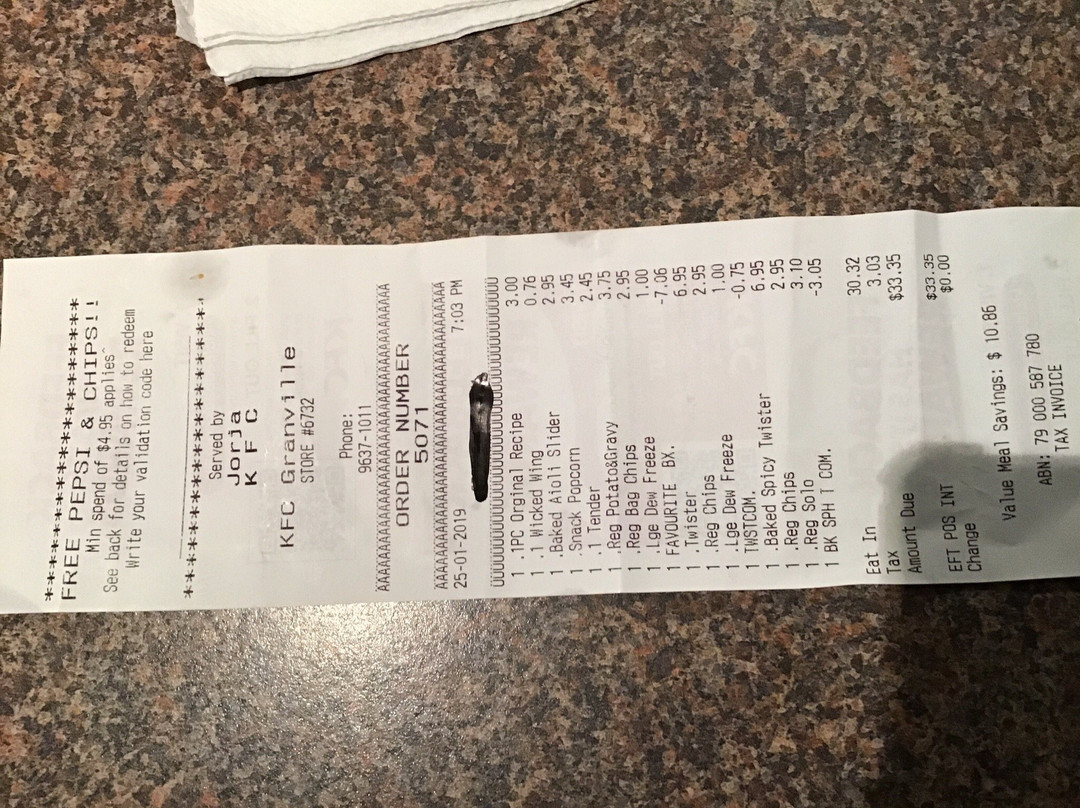 ************************
FREE PEPSI & CHIPS!!
Min spend of $4.95 applies^
See back for details on how to redeem
Write your validation code here
************************
Served by
Jorja
K F C
KFC Granville
STORE #6732
Phone:
9637-1011
ÄÄÄÄÄÄÄÄÄÄÄÄÄÄÄÄÄÄÄÄÄÄÄÄÄÄÄÄÄÄÄÄÄÄÄÄÄÄÄÄ
ORDER NUMBER
5071
ÄÄÄÄÄÄÄÄÄÄÄÄÄÄÄÄÄÄÄÄÄÄÄÄÄÄÄÄÄÄÄÄÄÄÄÄÄÄÄÄ
25-01-2019 7:03 PM
1 .1PC Orginal Recipe 3.00
1 .1 Wicked Wing 0.76
1 .Baked Aioli Slider 2.95
1 .Snack Popcorn 3.45
1 .1 Tender 2.45
1 .Reg Potato&Gravy 3.75
1 .Reg Bag Chips 2.95
1 .Lge Dew Freeze 1.00
1 FAVOURITE BX. -7.06
1 .Twister 6.95
1 .Reg Chips 2.95
1 .Lge Dew Freeze 1.00
1 TWSTCOM. -0.75
1 .Baked Spicy Twister 6.95
1 .Reg Chips 2.95
1 .Reg Solo 3.10
1 BK SPH T COM. -3.05
Eat In 30.32
Tax 3.03
Amount Due $33.35
EFT POS INT $33.35
Change $0.00
Value Meal Savings: $ 10.86
ABN: 79 000 587 780
TAX INVOICE